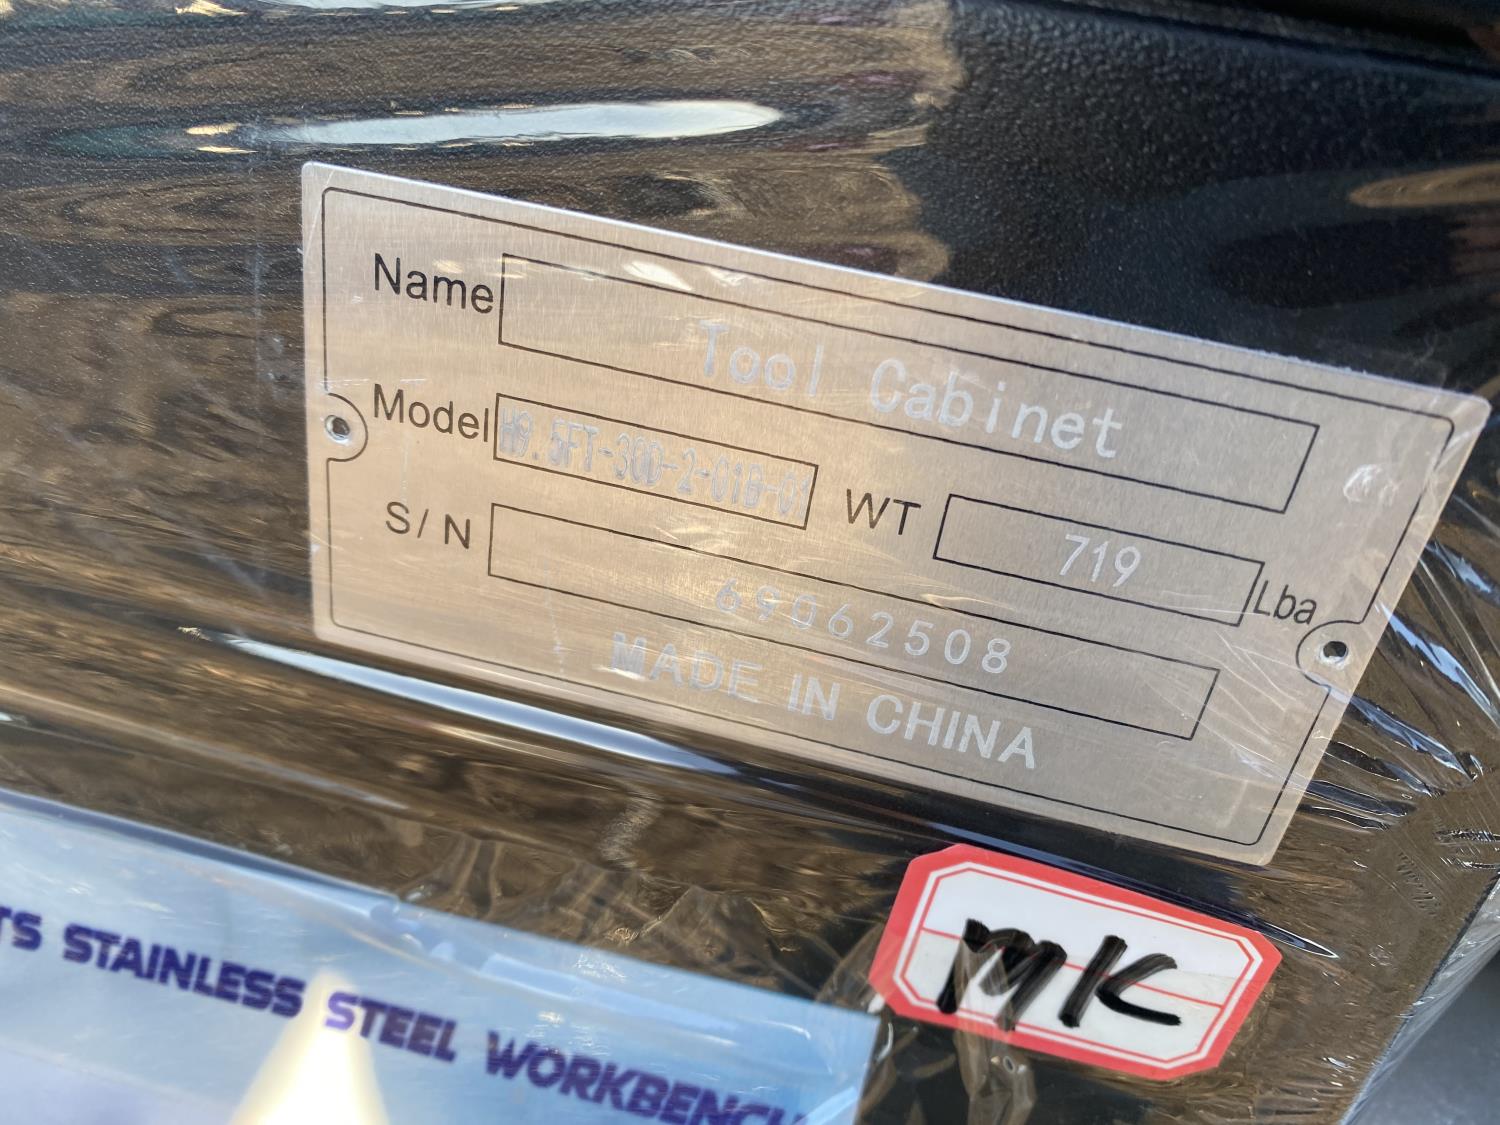 Name Tool Cabinet
Model H9.5FT-30D-2-01B-01 WT 719 Lba
S/N 69062508
MADE IN CHINA
MK
STAINLESS STEEL WORKBENCH